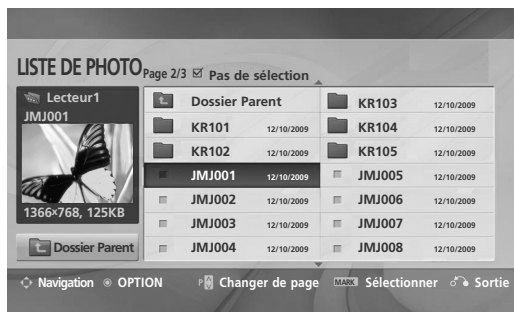 LISTE DE PHOTO Page 2/3 Pas de sélection
Lecteur1
JMJ001
1366×768, 125KB
Dossier Parent
Dossier Parent
KR101 12/10/2009
KR102 12/10/2009
JMJ001 12/10/2009
JMJ002 12/10/2009
JMJ003 12/10/2009
JMJ004 12/10/2009
KR103 12/10/2009
KR104 12/10/2009
KR105 12/10/2009
JMJ005 12/10/2009
JMJ006 12/10/2009
JMJ007 12/10/2009
JMJ008 12/10/2009
Navigation OPTION P Changer de page MARK Sélectionner Sortie